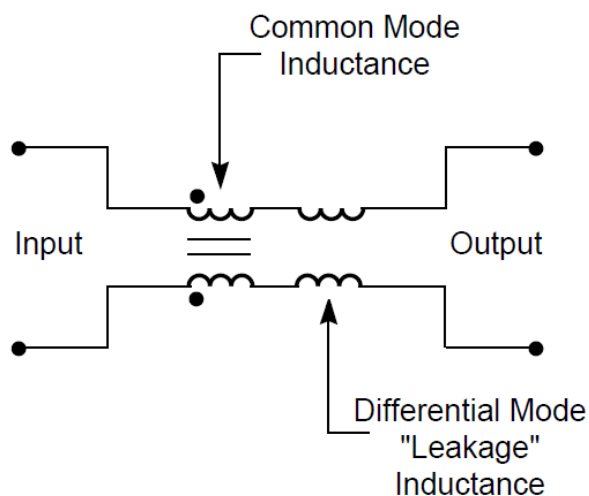 Common Mode
Inductance
Input
Output
Differential Mode
"Leakage"
Inductance